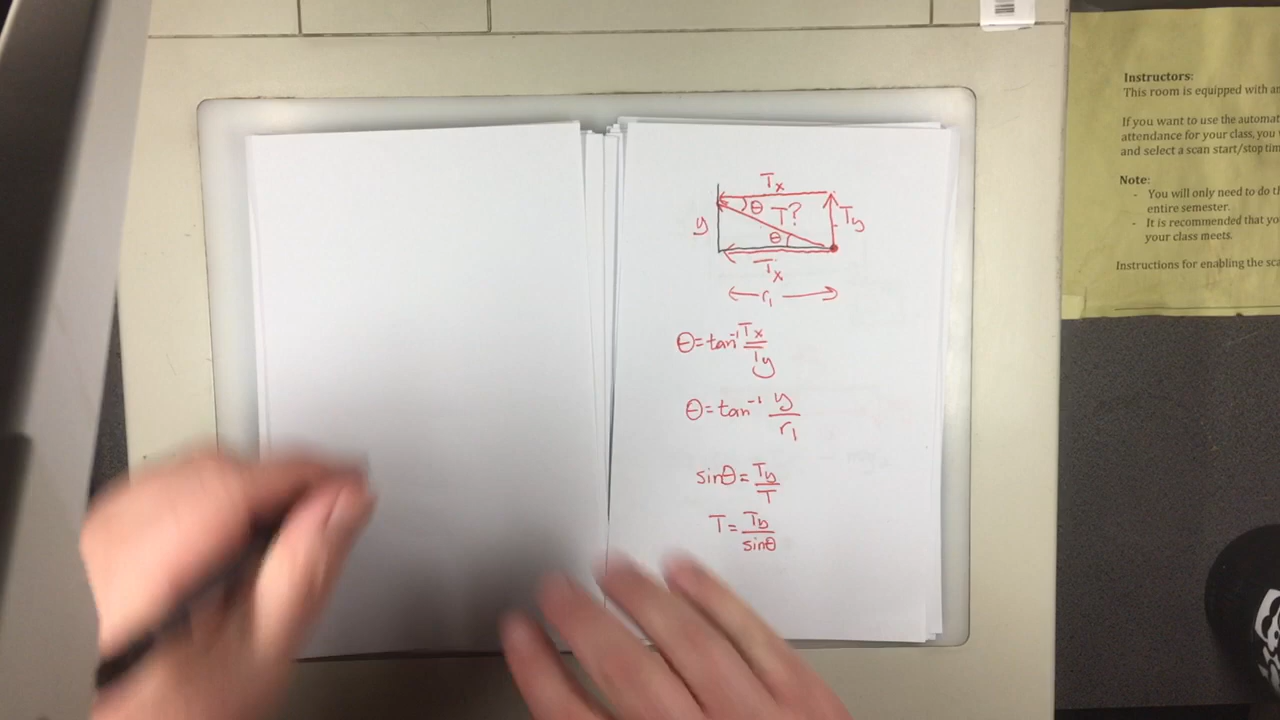 Tx
θ T? Ty
y
θ
Tx
r₁
θ=tan⁻¹ Tx/Ty
θ=tan⁻¹ y/r₁
sinθ=Ty/T
T=Ty/sinθ
Instructors:
This room is equipped with an
If you want to use the automat
attendance for your class, you
and select a scan start/stop tim
Note:
- You will only need to do t
entire semester.
- It is recommended that yo
your class meets.
Instructions for enabling the sca